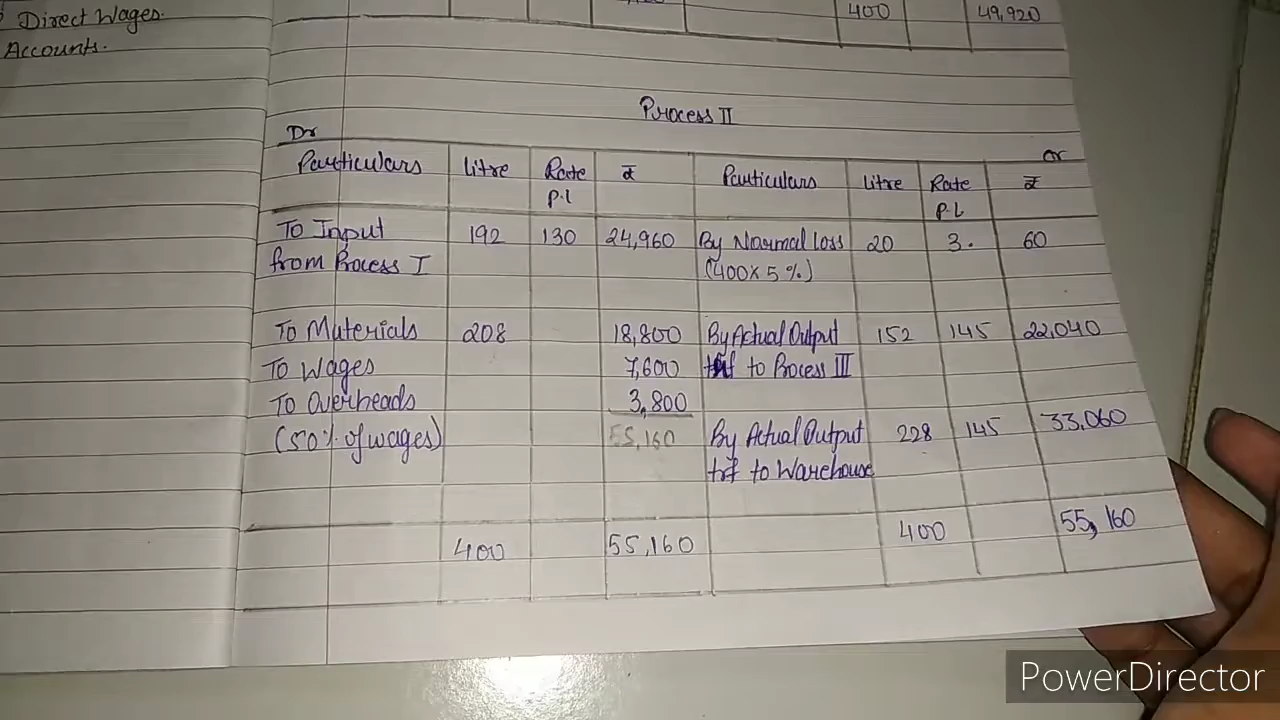 Direct Wages.
Accounts.
400 49,920
Process II
Dr
Cr
Particulars Litre Rate ₹ Particulars Litre Rate ₹
P.l P.L
To Input 192 130 24,960 By Normal loss 20 3. 60
from Process I (400x5%)
To Materials 208 18,800 By Actual Output 152 145 22,040
To Wages 7,600 trf to Process III
To Overheads 3,800
(50% of wages) 55,160 By Actual Output 228 145 33,060
trf to Warehouse
400 55,160 400 55,160
PowerDirector